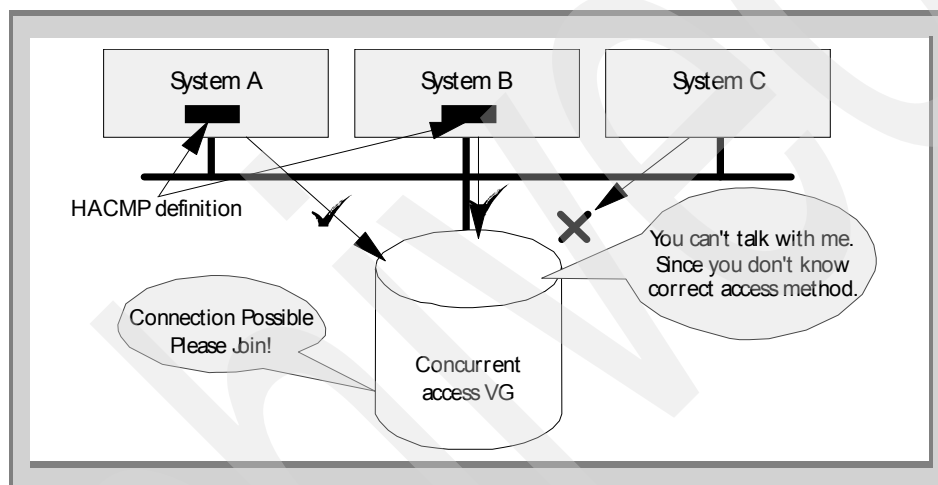 System A
System B
System C
HACMP definition
You can't talk with me.
Since you don't know
correct access method.
Connection Possible
Please Join!
Concurrent
access VG